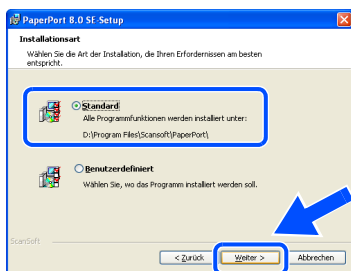 PaperPort 8.0 SE-Setup
Installationsart
Wählen Sie die Art der Installation, die Ihren Erfordernissen am besten
entspricht.
Standard
Alle Programmfunktionen werden installiert unter:
D:\Program Files\Scansoft\PaperPort\
Benutzerdefiniert
Wählen Sie, wo das Programm installiert werden soll.
ScanSoft
< Zurück Weiter > Abbrechen